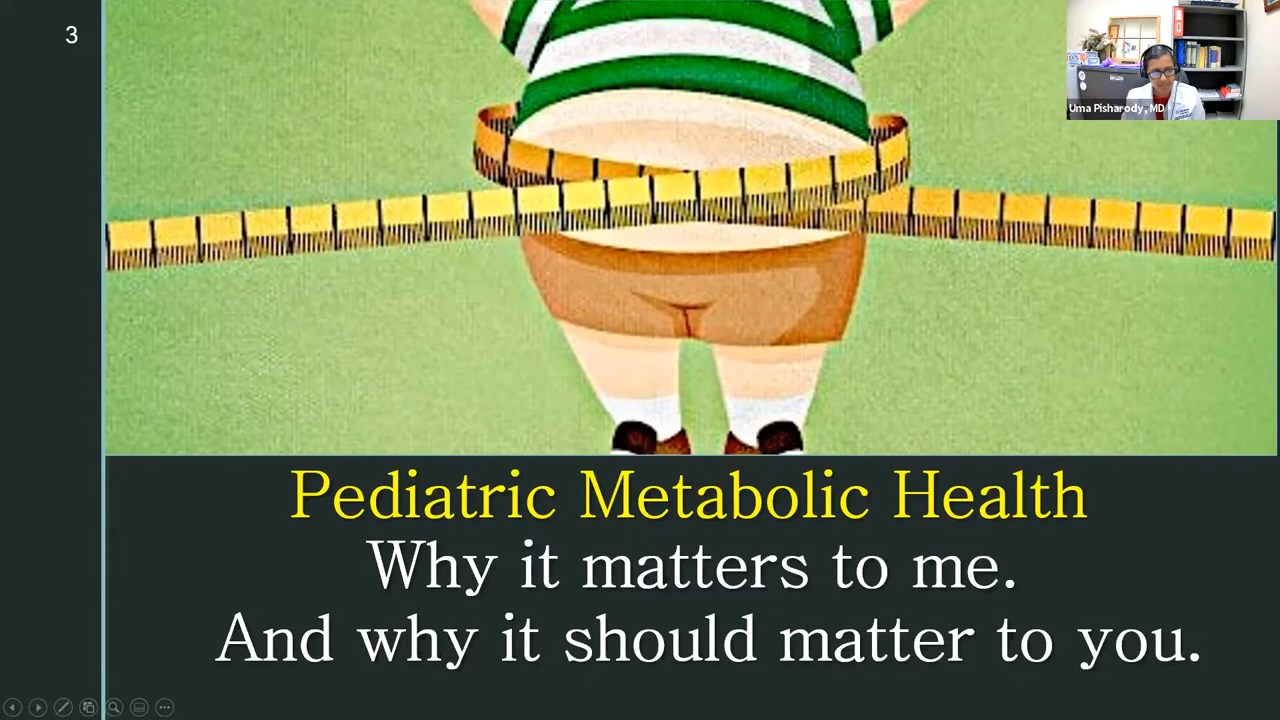 3
Uma Pisharody, MD
Pediatric Metabolic Health
Why it matters to me.
And why it should matter to you.